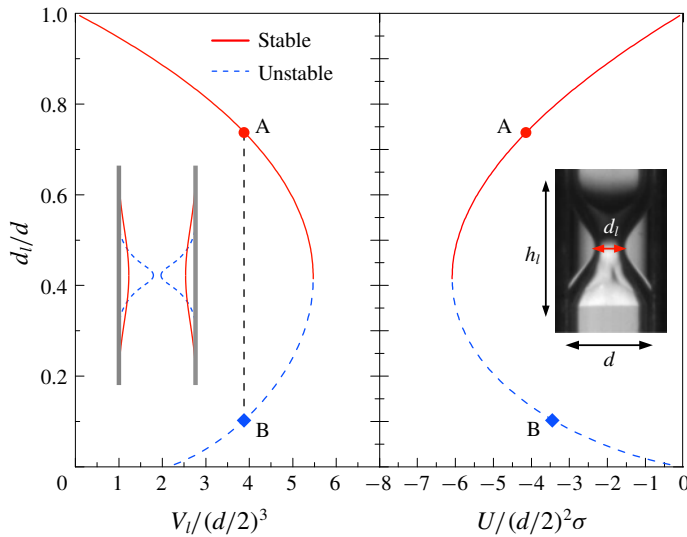 1.0
0.8
0.6
0.4
0.2
0
d_l/d
Stable
Unstable
A
B
1 2 3 4 5 6
V_l/(d/2)^3
A
B
h_l
d_l
d
−8 −7 −6 −5 −4 −3 −2 −1 0
U/(d/2)^2σ